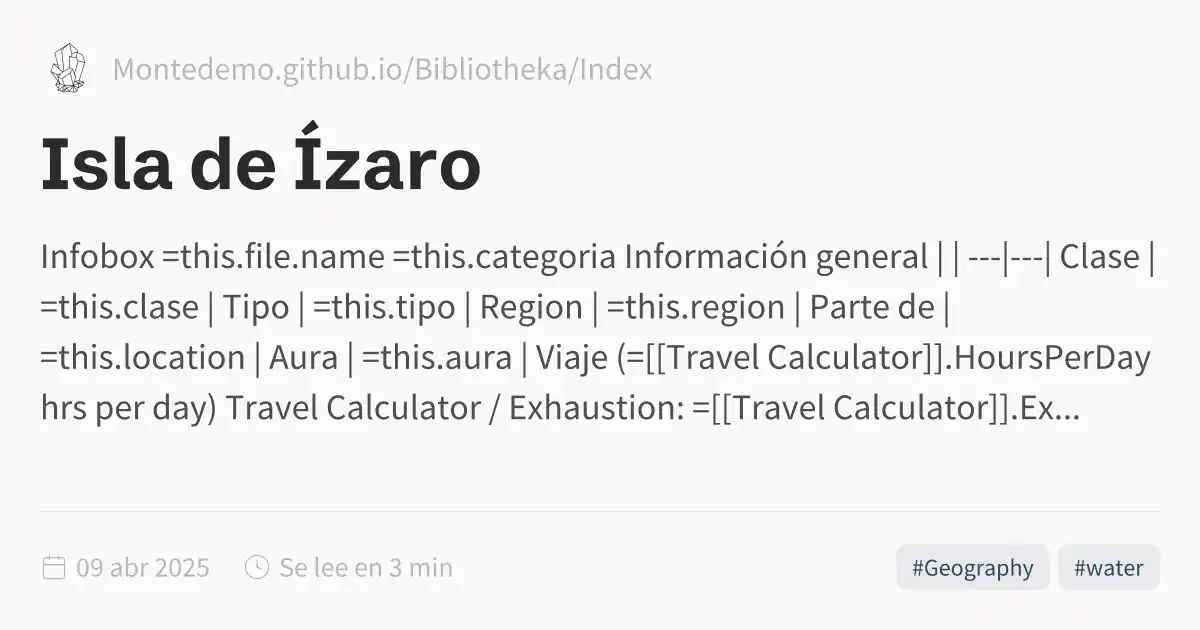 Montedemo.github.io/Bibliotheka/Index
Isla de Ízaro
Infobox =this.file.name =this.categoria Información general | | ---|---| Clase |
=this.clase | Tipo | =this.tipo | Region | =this.region | Parte de |
=this.location | Aura | =this.aura | Viaje (=[[Travel Calculator]].HoursPerDay
hrs per day) Travel Calculator / Exhaustion: =[[Travel Calculator]].Ex...
09 abr 2025 Se lee en 3 min #Geography #water